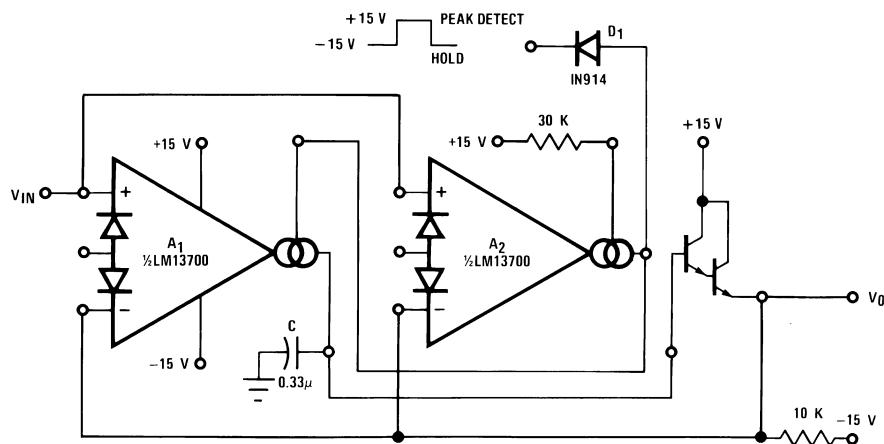 +15 V PEAK DETECT
−15 V HOLD
D1
IN914
30 K
+15 V
+15 V
+15 V
VIN
+
+
A1
½LM13700
A2
½LM13700
−
−
−15 V
C
0.33μ
VO
10 K
−15 V